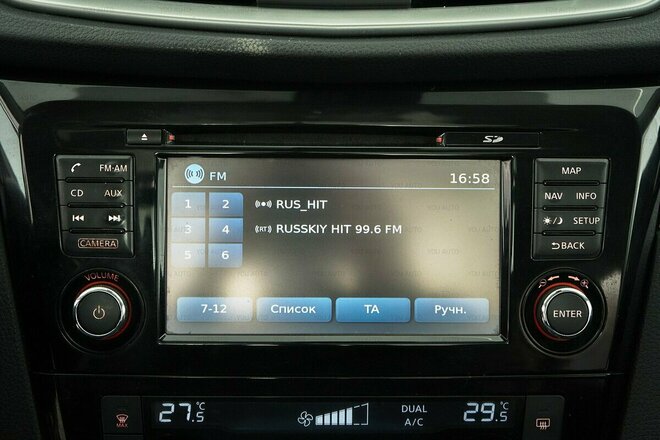 SD
FM·AM
CD AUX
CAMERA
VOLUME
FM 16:58
1 2 RUS_HIT
3 4 RT RUSSKIY HIT 99.6 FM
5 6
7-12 Список TA Ручн.
MAP
NAV INFO
SETUP
BACK
ENTER
MAX
27.5 °C
DUAL
A/C
29.5 °C